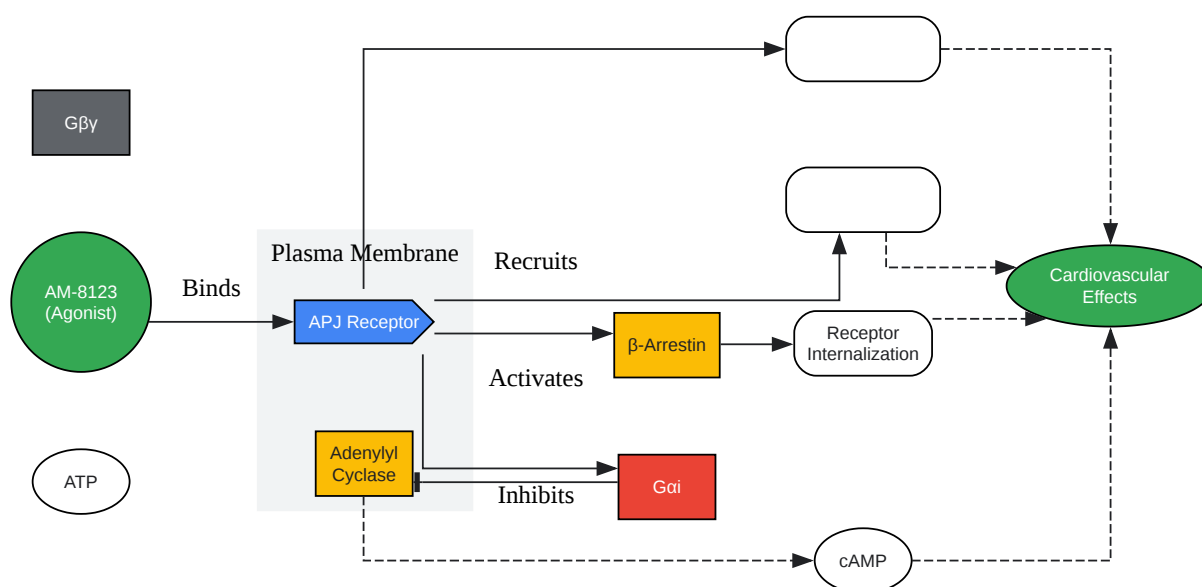 Gβγ
Plasma Membrane
Recruits
Cardiovascular
Effects
AM-8123
(Agonist)
Binds
APJ Receptor
β-Arrestin
Receptor
Internalization
Activates
Adenylyl
Cyclase
ATP
Inhibits
Gαi
cAMP